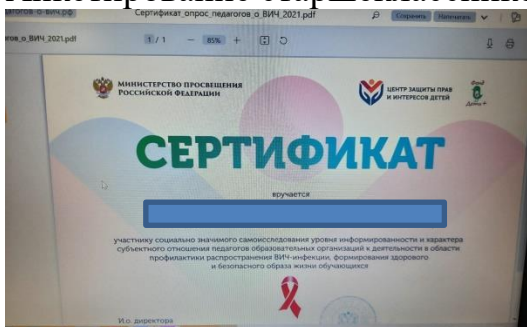 Сертификат_опрос_педагогов_о_ВИЧ_2021.pdf
Сохранить Напечатать
1 / 1 85%
МИНИСТЕРСТВО ПРОСВЕЩЕНИЯ
РОССИЙСКОЙ ФЕДЕРАЦИИ
ЦЕНТР ЗАЩИТЫ ПРАВ
И ИНТЕРЕСОВ ДЕТЕЙ
СЕРТИФИКАТ
вручается
участнику социально значимого самоисследования уровня информированности и характера
субъектного отношения педагогов образовательных организаций к деятельности в области
профилактики распространения ВИЧ-инфекции, формирования здорового
и безопасного образа жизни обучающихся
И.о. директора